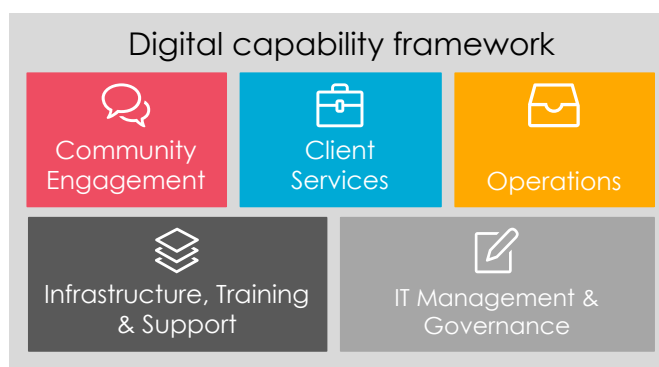 Digital capability framework
Community
Engagement
Client
Services
Operations
Infrastructure, Training
& Support
IT Management &
Governance